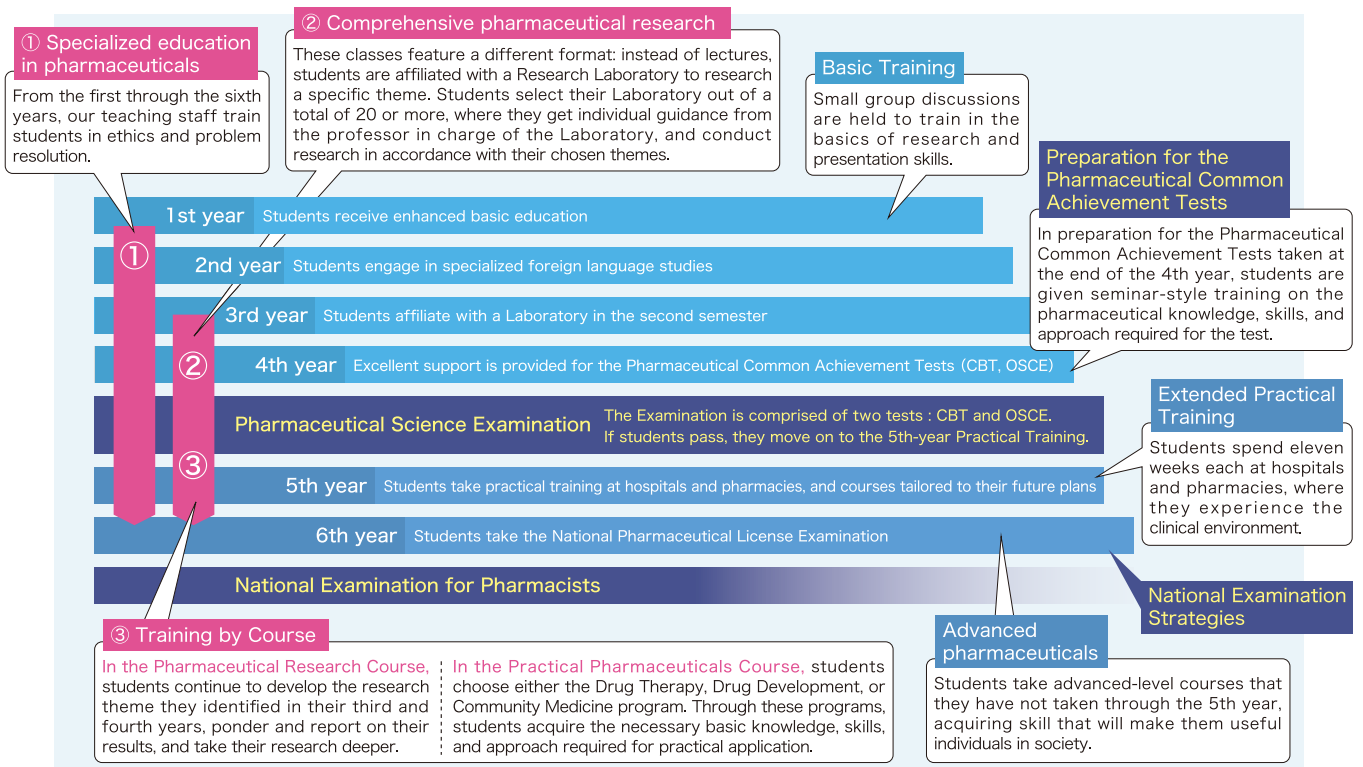 ① Specialized education
in pharmaceuticals
From the first through the sixth
years, our teaching staff train
students in ethics and problem
resolution.
② Comprehensive pharmaceutical research
These classes feature a different format: instead of lectures,
students are affiliated with a Research Laboratory to research
a specific theme. Students select their Laboratory out of a
total of 20 or more, where they get individual guidance from
the professor in charge of the Laboratory, and conduct
research in accordance with their chosen themes.
Basic Training
Small group discussions
are held to train in the
basics of research and
presentation skills.
Preparation for the
Pharmaceutical Common
Achievement Tests
In preparation for the Pharmaceutical
Common Achievement Tests taken at
the end of the 4th year, students are
given seminar-style training on the
pharmaceutical knowledge, skills, and
approach required for the test.
1st year Students receive enhanced basic education
①
2nd year Students engage in specialized foreign language studies
3rd year Students affiliate with a Laboratory in the second semester
②
4th year Excellent support is provided for the Pharmaceutical Common Achievement Tests (CBT, OSCE)
Pharmaceutical Science Examination
The Examination is comprised of two tests : CBT and OSCE.
If students pass, they move on to the 5th-year Practical Training.
③
5th year Students take practical training at hospitals and pharmacies, and courses tailored to their future plans
6th year Students take the National Pharmaceutical License Examination
National Examination for Pharmacists
Extended Practical
Training
Students spend eleven
weeks each at hospitals
and pharmacies, where
they experience the
clinical environment.
National Examination
Strategies
③ Training by Course
In the Pharmaceutical Research Course,
students continue to develop the research
theme they identified in their third and
fourth years, ponder and report on their
results, and take their research deeper.
In the Practical Pharmaceuticals Course, students
choose either the Drug Therapy, Drug Development, or
Community Medicine program. Through these programs,
students acquire the necessary basic knowledge, skills,
and approach required for practical application.
Advanced
pharmaceuticals
Students take advanced-level courses that
they have not taken through the 5th year,
acquiring skill that will make them useful
individuals in society.